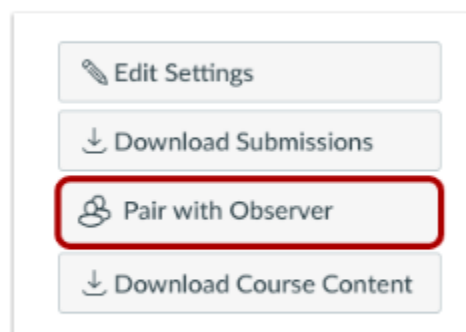 Edit Settings
Download Submissions
Pair with Observer
Download Course Content